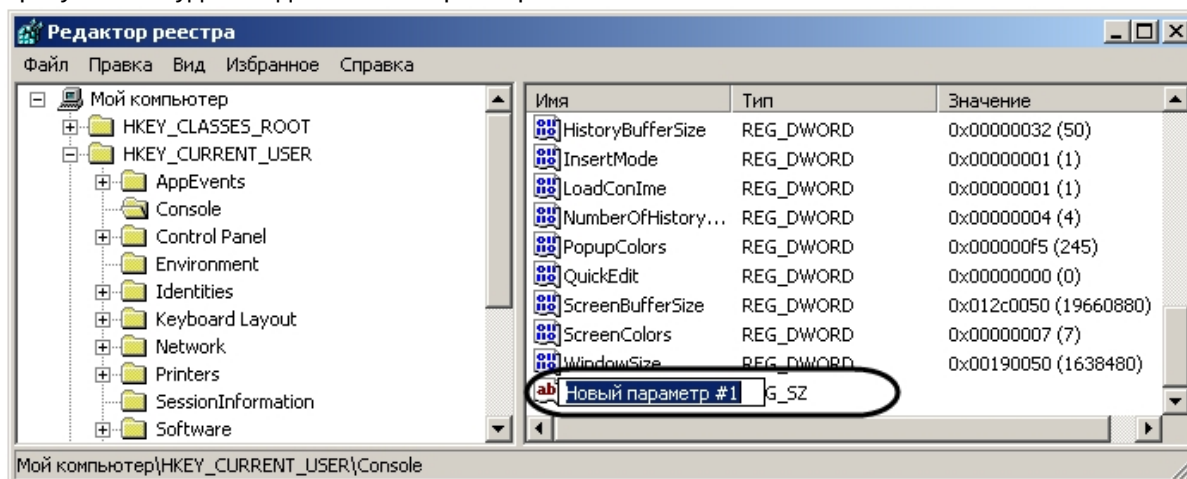 Редактор реестра
Файл Правка Вид Избранное Справка
Мой компьютер
HKEY_CLASSES_ROOT
HKEY_CURRENT_USER
AppEvents
Console
Control Panel
Environment
Identities
Keyboard Layout
Network
Printers
SessionInformation
Software
Имя Тип Значение
HistoryBufferSize REG_DWORD 0x00000032 (50)
InsertMode REG_DWORD 0x00000001 (1)
LoadConIme REG_DWORD 0x00000001 (1)
NumberOfHistory... REG_DWORD 0x00000004 (4)
PopupColors REG_DWORD 0x000000f5 (245)
QuickEdit REG_DWORD 0x00000000 (0)
ScreenBufferSize REG_DWORD 0x012c0050 (19660880)
ScreenColors REG_DWORD 0x00000007 (7)
WindowSize REG_DWORD 0x00190050 (1638480)
Новый параметр #1 G_SZ
Мой компьютер\HKEY_CURRENT_USER\Console